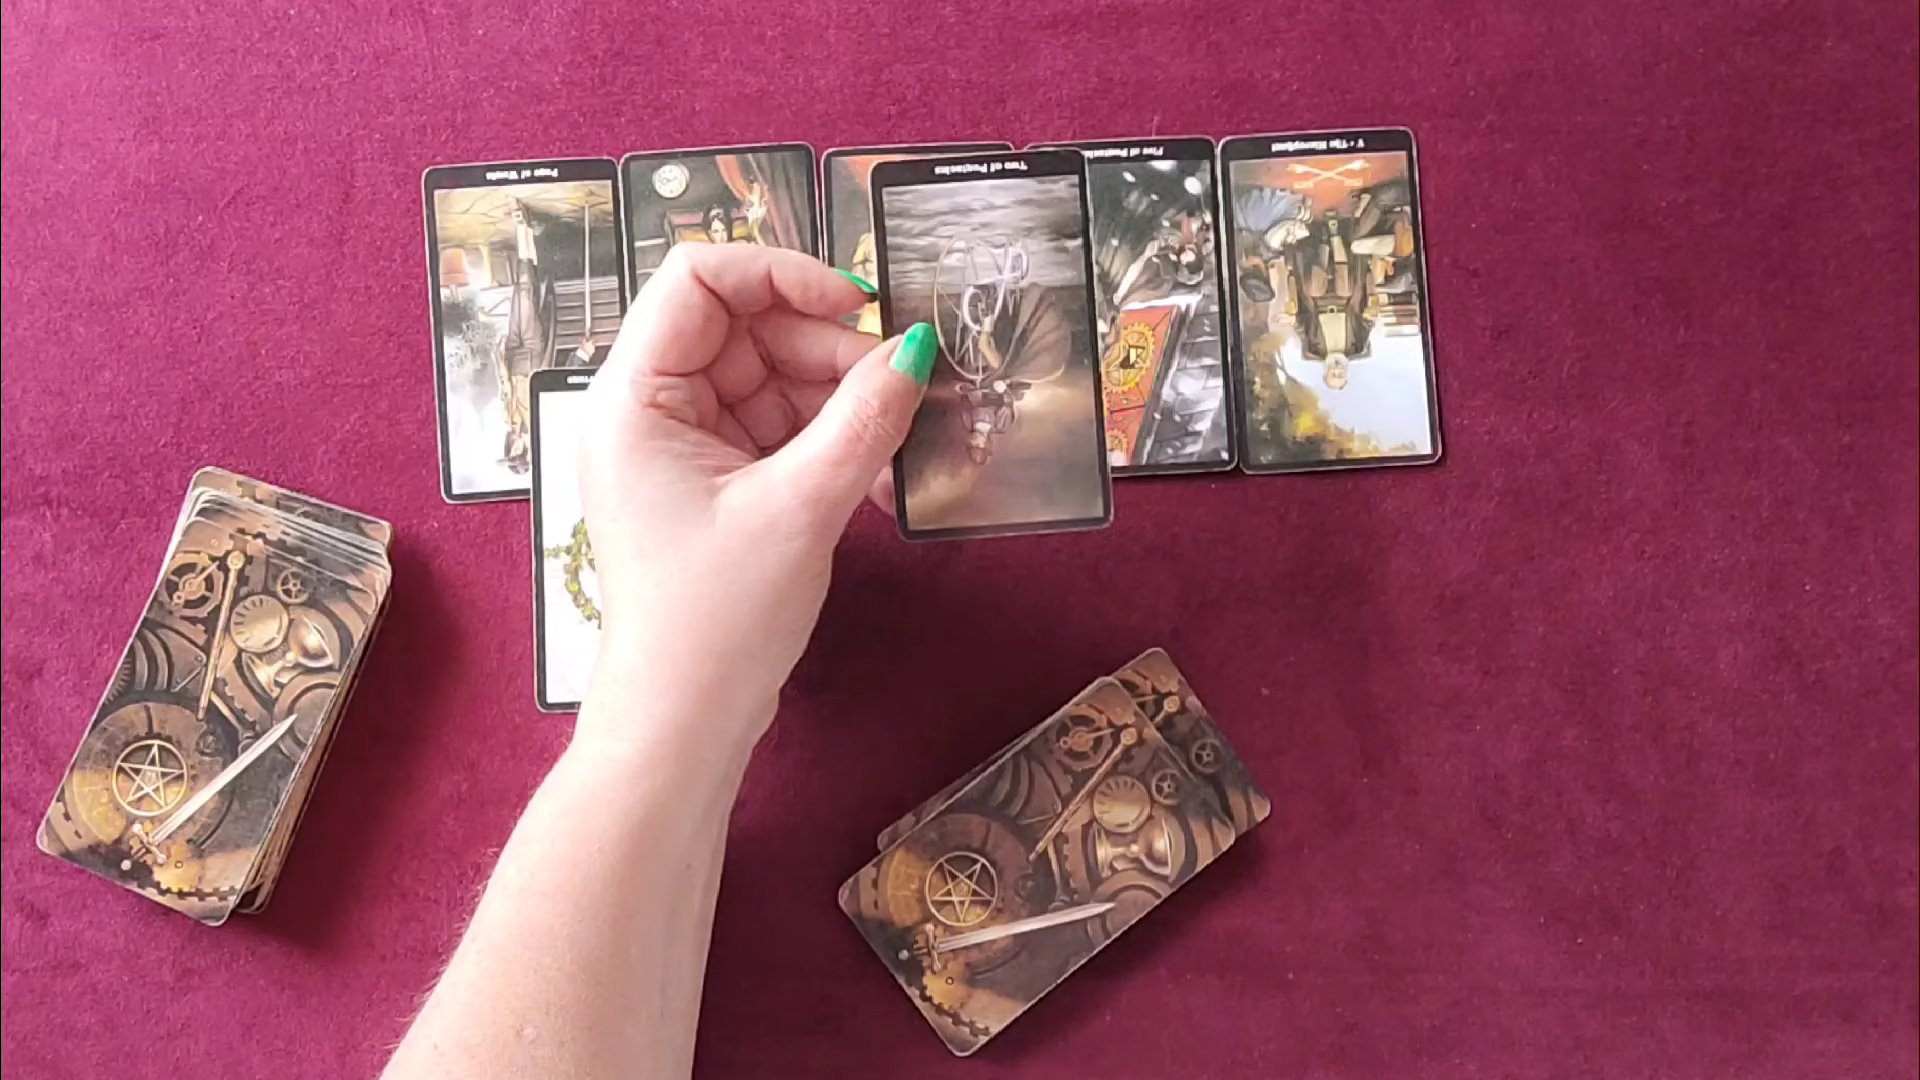 Page of Wands
Two of Pentacles
Five of Pentacles
V - The Hierophant